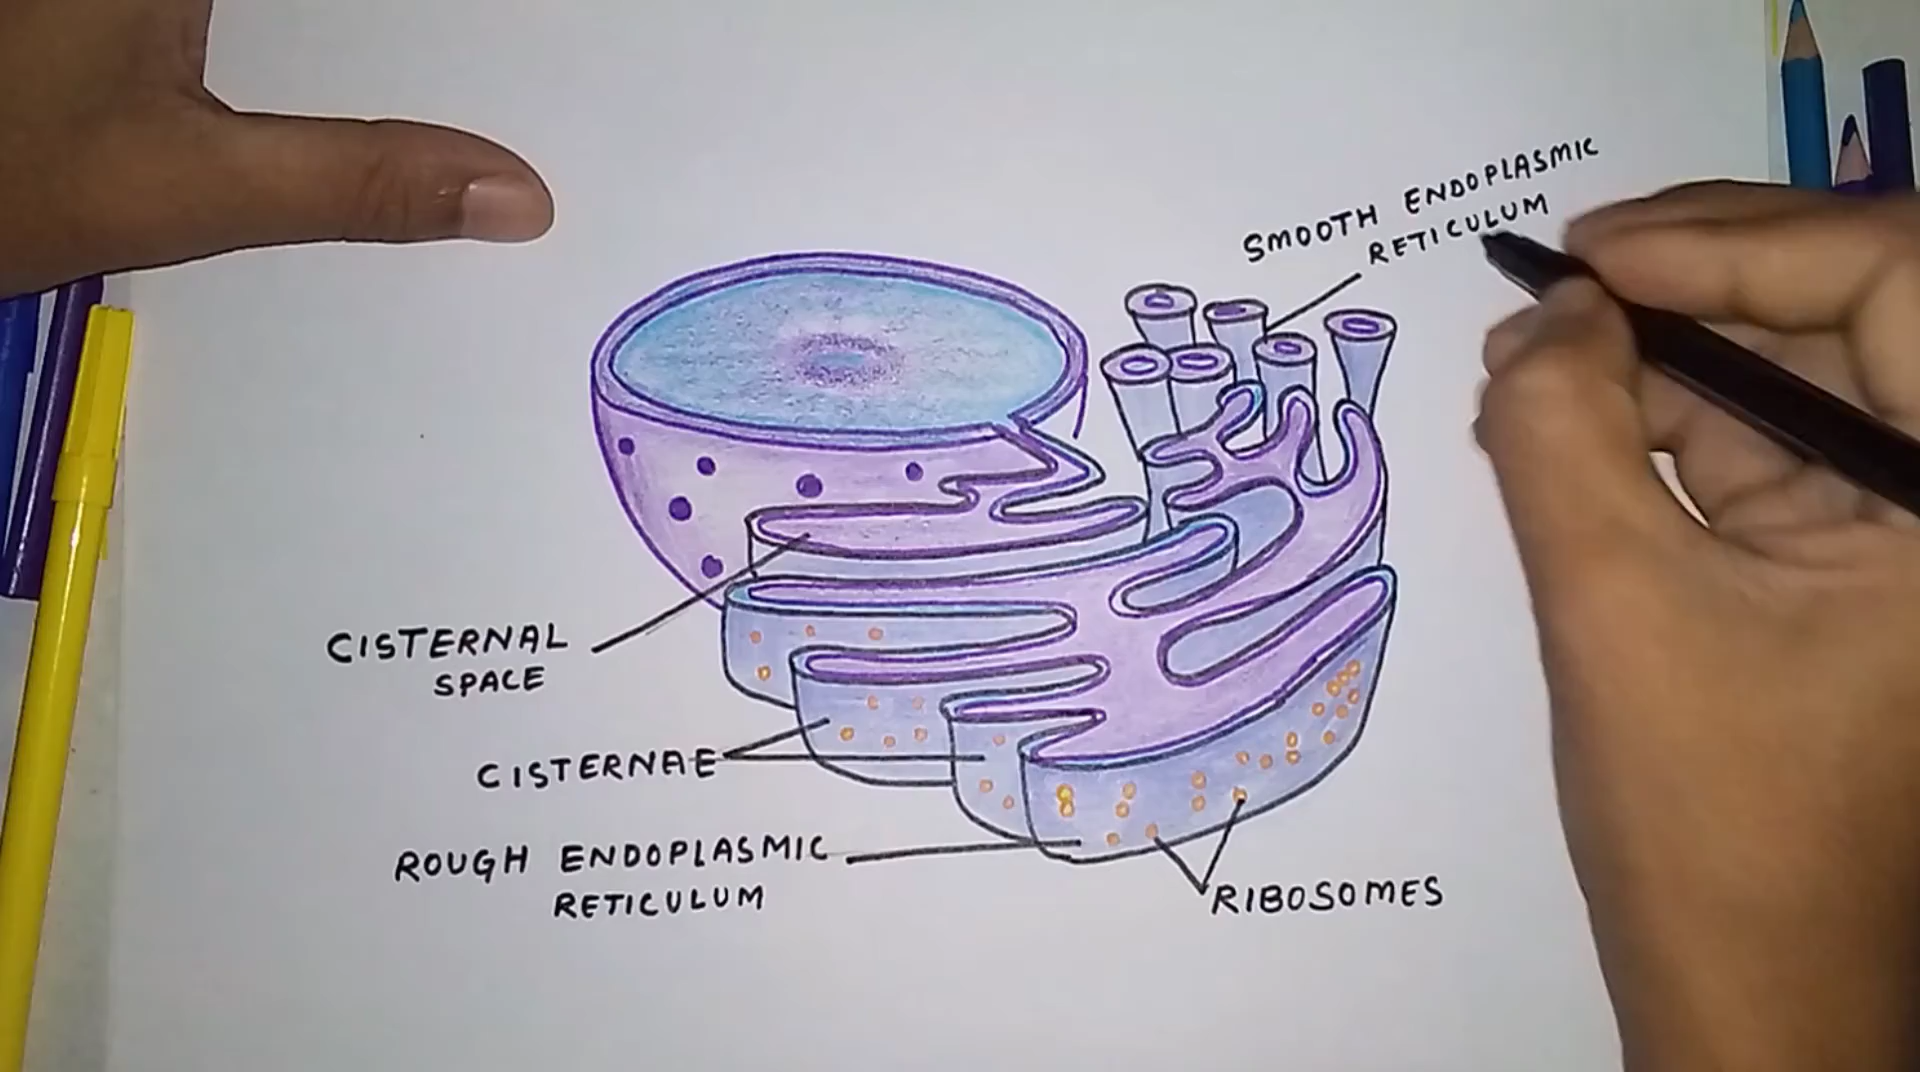 SMOOTH ENDOPLASMIC
RETICULUM
CISTERNAL
SPACE
CISTERNAE
ROUGH ENDOPLASMIC
RETICULUM
RIBOSOMES